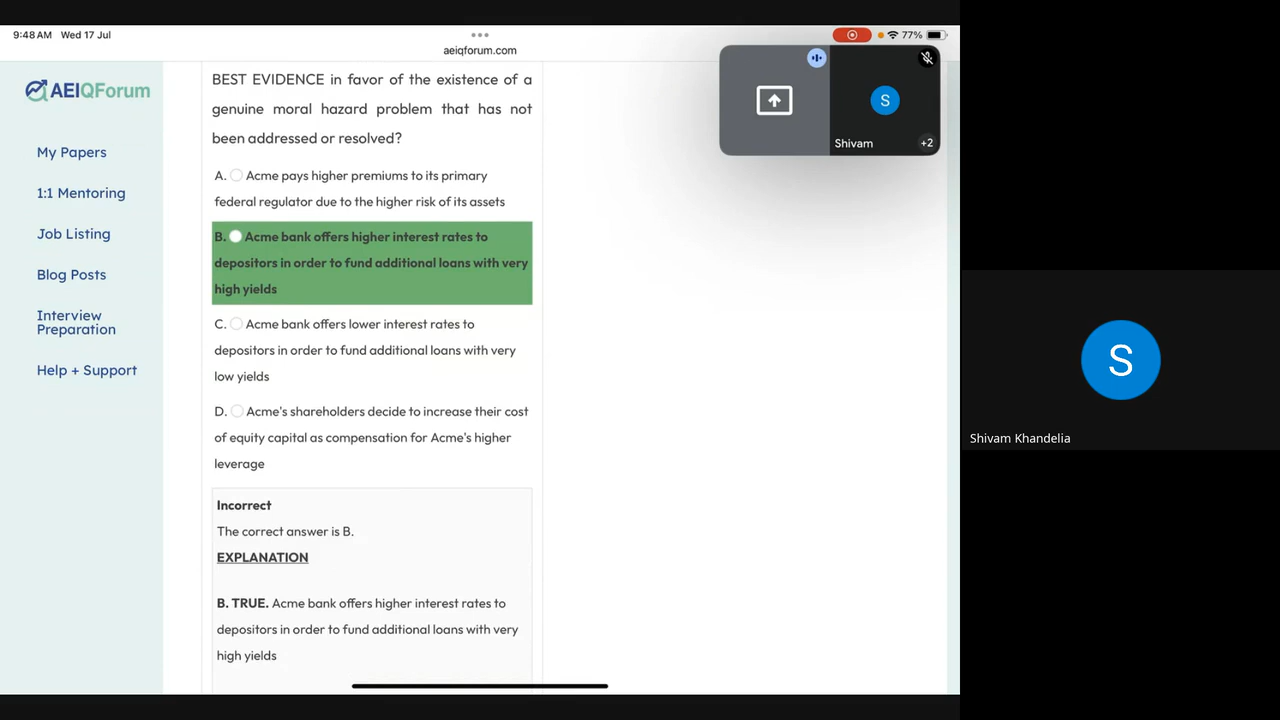 9:48 AM Wed 17 Jul
77%
aeiqforum.com
AEIQForum
My Papers
1:1 Mentoring
Job Listing
Blog Posts
Interview
Preparation
Help + Support
BEST EVIDENCE in favor of the existence of a
genuine moral hazard problem that has not
been addressed or resolved?
A. Acme pays higher premiums to its primary
federal regulator due to the higher risk of its assets
B. Acme bank offers higher interest rates to
depositors in order to fund additional loans with very
high yields
C. Acme bank offers lower interest rates to
depositors in order to fund additional loans with very
low yields
D. Acme's shareholders decide to increase their cost
of equity capital as compensation for Acme's higher
leverage
Incorrect
The correct answer is B.
EXPLANATION
B. TRUE. Acme bank offers higher interest rates to
depositors in order to fund additional loans with very
high yields
S
Shivam
+2
S
Shivam Khandelia